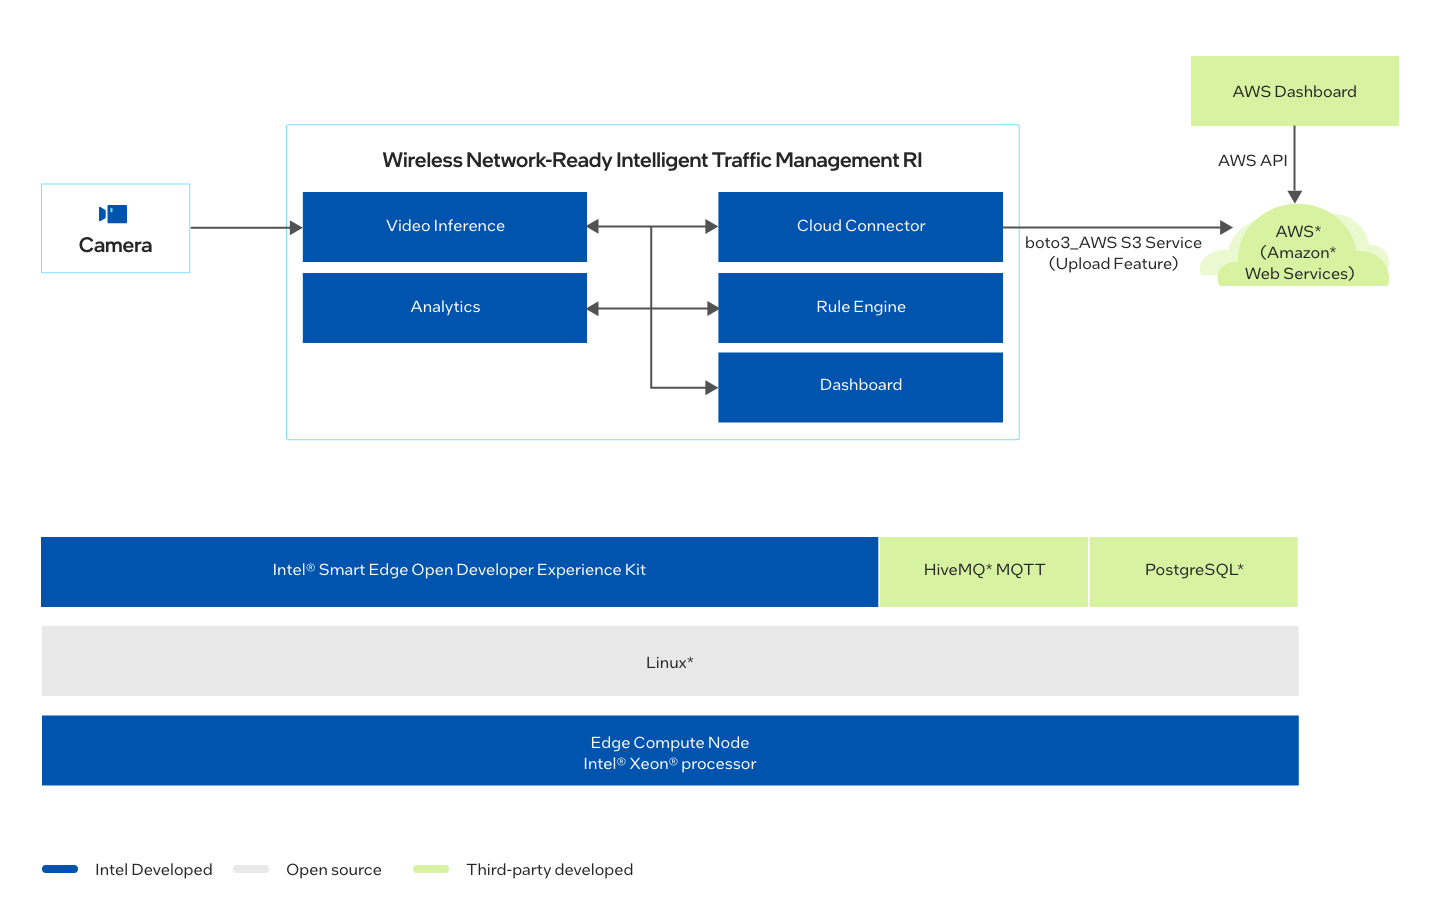 AWS Dashboard
AWS API
Wireless Network-Ready Intelligent Traffic Management RI
Camera
Video Inference
Cloud Connector
boto3_AWS S3 Service
(Upload Feature)
AWS*
(Amazon*
Web Services)
Analytics
Rule Engine
Dashboard
Intel® Smart Edge Open Developer Experience Kit
HiveMQ* MQTT
PostgreSQL*
Linux*
Edge Compute Node
Intel® Xeon® processor
Intel Developed
Open source
Third-party developed